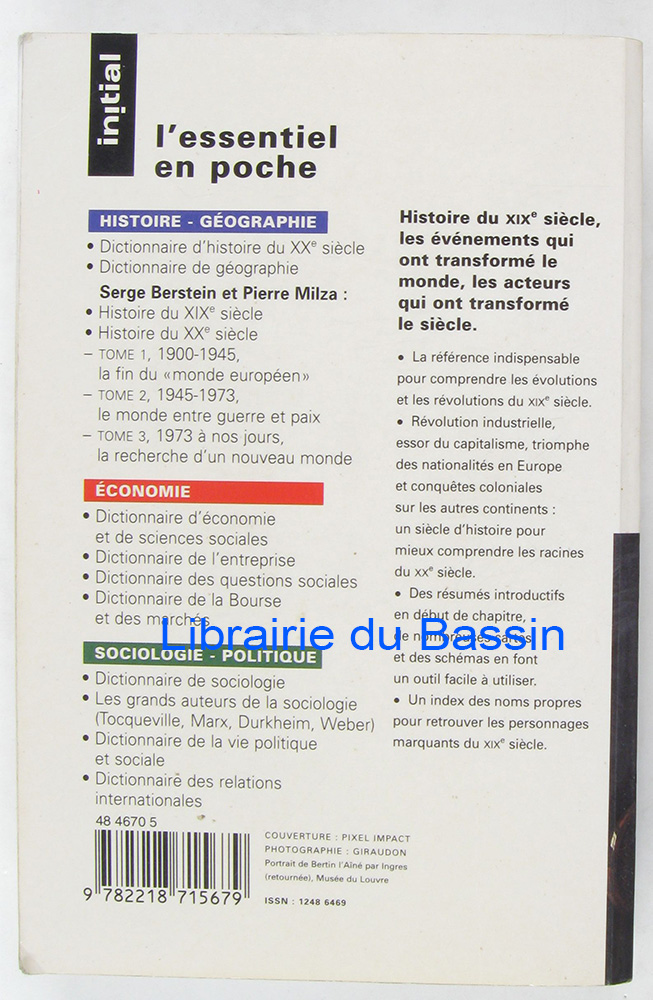 initial
l'essentiel
en poche
HISTOIRE - GÉOGRAPHIE
• Dictionnaire d'histoire du XXe siècle
• Dictionnaire de géographie
Serge Berstein et Pierre Milza :
• Histoire du XIXe siècle
• Histoire du XXe siècle
– TOME 1, 1900-1945,
la fin du «monde européen»
– TOME 2, 1945-1973,
le monde entre guerre et paix
– TOME 3, 1973 à nos jours,
la recherche d'un nouveau monde
ÉCONOMIE
• Dictionnaire d'économie
et de sciences sociales
• Dictionnaire de l'entreprise
• Dictionnaire des questions sociales
• Dictionnaire de la Bourse
et des marchés
SOCIOLOGIE - POLITIQUE
• Dictionnaire de sociologie
• Les grands auteurs de la sociologie
(Tocqueville, Marx, Durkheim, Weber)
• Dictionnaire de la vie politique
et sociale
• Dictionnaire des relations
internationales
Histoire du XIXe siècle,
les événements qui
ont transformé le
monde, les acteurs
qui ont transformé
le siècle.
• La référence indispensable
pour comprendre les évolutions
et les révolutions du XIXe siècle.
• Révolution industrielle,
essor du capitalisme, triomphe
des nationalités en Europe
et conquêtes coloniales
sur les autres continents :
un siècle d'histoire pour
mieux comprendre les racines
du XXe siècle.
• Des résumés introductifs
en début de chapitre,
de nombreuses cartes
et des schémas en font
un outil facile à utiliser.
• Un index des noms propres
pour retrouver les personnages
marquants du XIXe siècle.
Librairie du Bassin
48 4670 5
9 782218 715679
COUVERTURE : PIXEL IMPACT
PHOTOGRAPHIE : GIRAUDON
Portrait de Bertin l'Aîné par Ingres
(retournée), Musée du Louvre
ISSN : 1248 6469